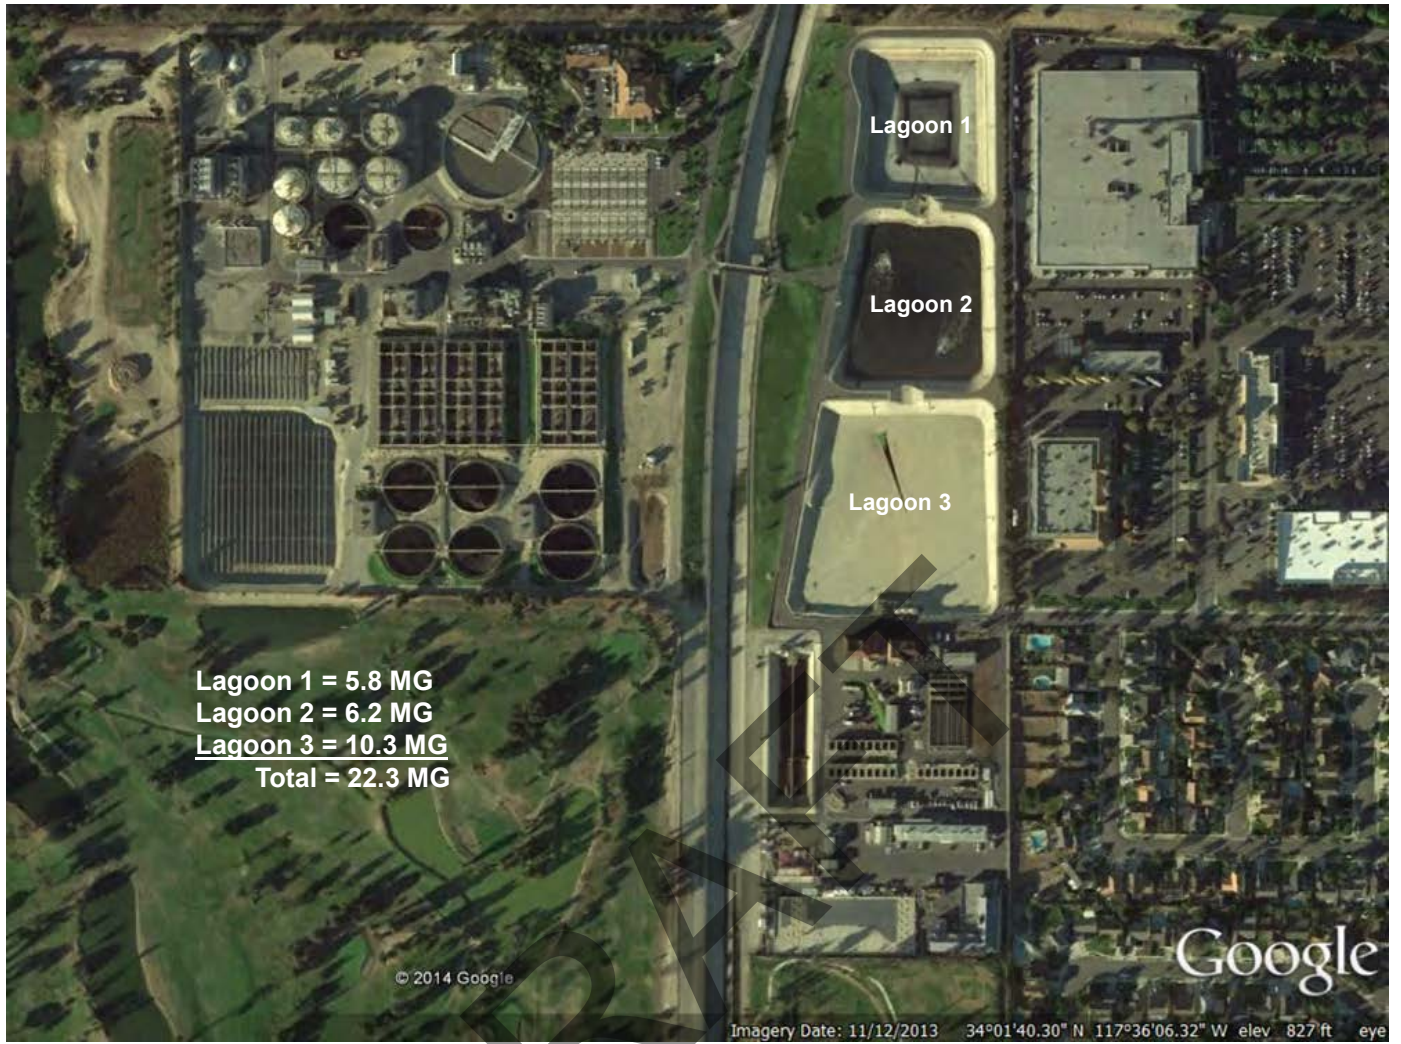 Lagoon 1
Lagoon 2
Lagoon 3
Lagoon 1 = 5.8 MG
Lagoon 2 = 6.2 MG
Lagoon 3 = 10.3 MG
Total = 22.3 MG
DRAFT
Google
© 2014 Google
Imagery Date: 11/12/2013 34°01'40.30" N 117°36'06.32" W elev 827 ft eye